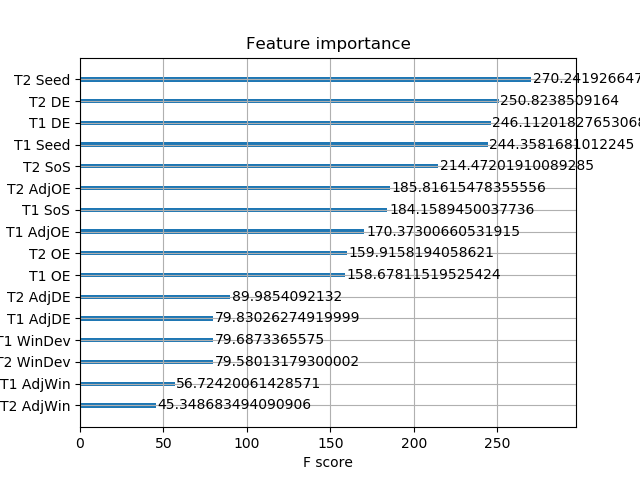 Feature importance
T2 Seed 270.241926647
T2 DE 250.8238509164
T1 DE 246.1120182765306
T1 Seed 244.3581681012245
T2 SoS 214.47201910089285
T2 AdjOE 185.81615478355556
T1 SoS 184.1589450037736
T1 AdjOE 170.37300660531915
T2 OE 159.9158194058621
T1 OE 158.67811519525424
T2 AdjDE 89.9854092132
T1 AdjDE 79.83026274919999
T1 WinDev 79.6873365575
T2 WinDev 79.58013179300002
T1 AdjWin 56.72420061428571
T2 AdjWin 45.348683494090906
0 50 100 150 200 250
F score